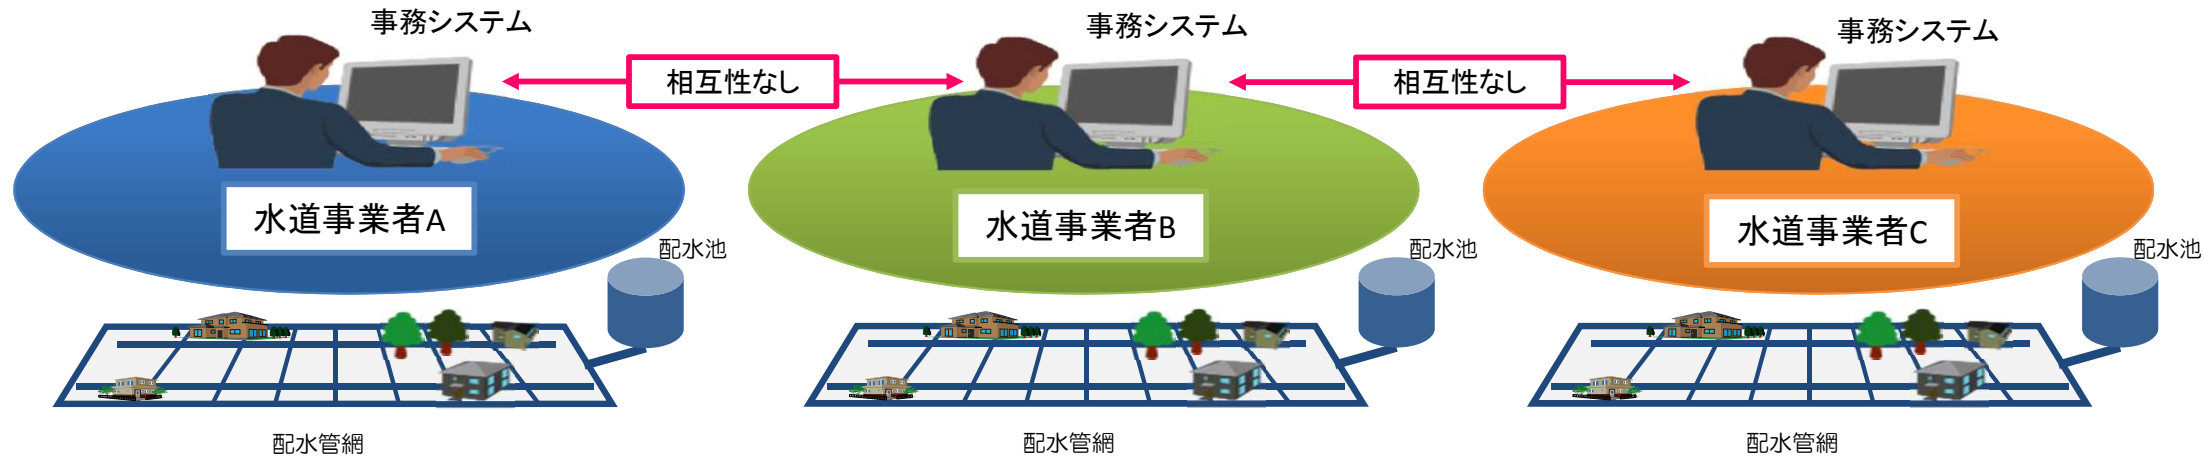 事務システム
事務システム
事務システム
相互性なし
相互性なし
水道事業者A
水道事業者B
水道事業者C
配水池
配水池
配水池
配水管網
配水管網
配水管網